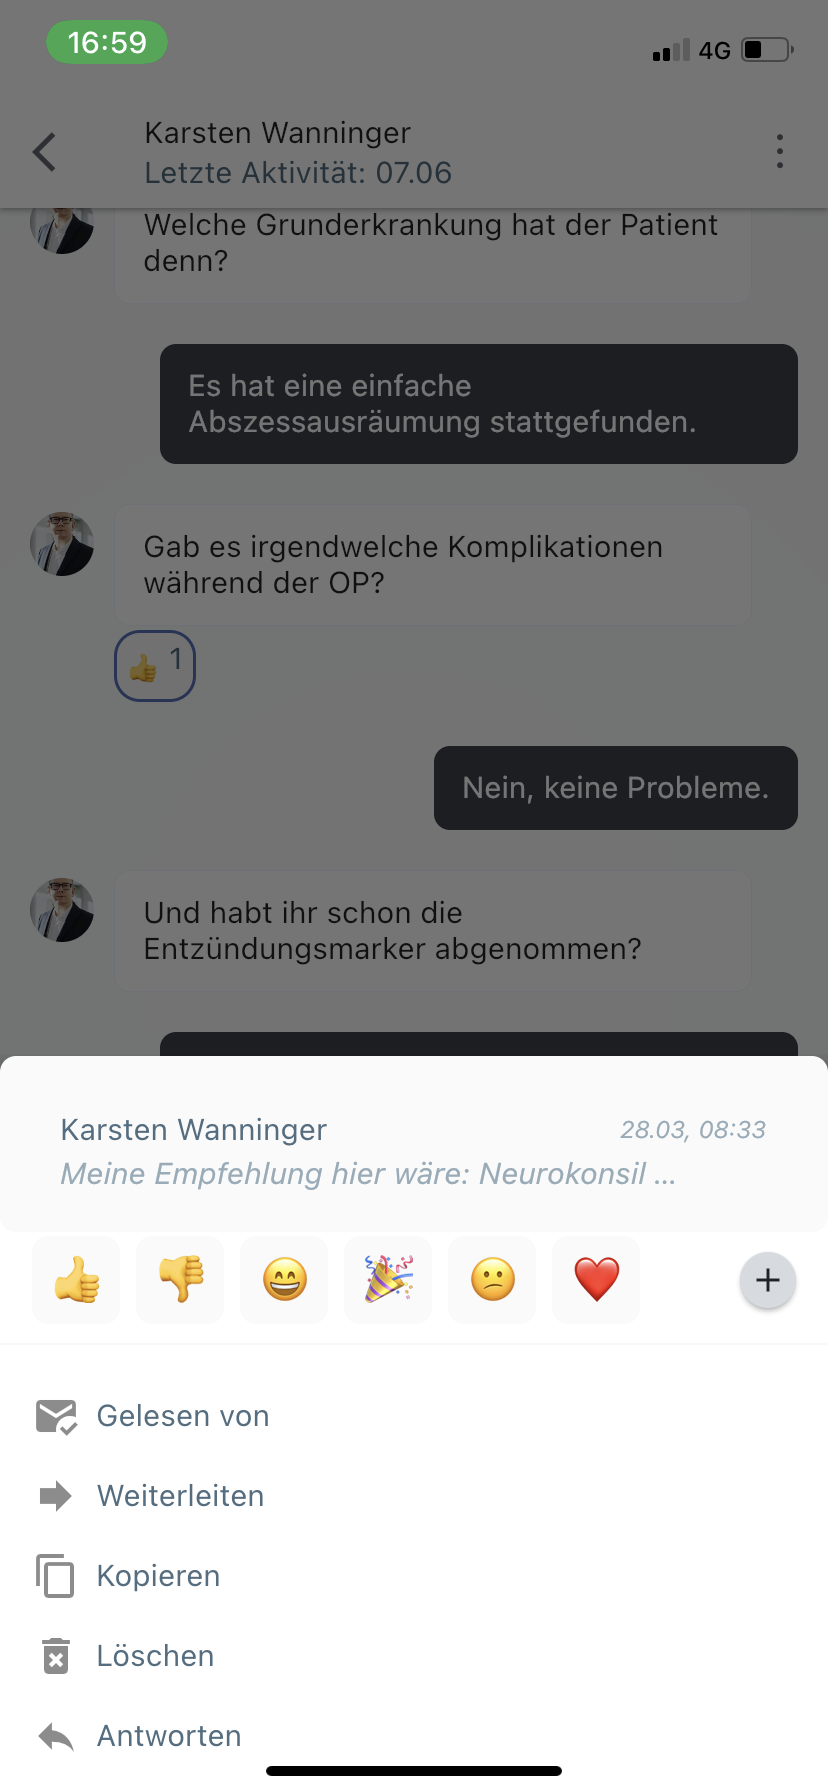 16:59
4G
Karsten Wanninger
Letzte Aktivität: 07.06
Welche Grunderkrankung hat der Patient
denn?
Es hat eine einfache
Abszessausräumung stattgefunden.
Gab es irgendwelche Komplikationen
während der OP?
1
Nein, keine Probleme.
Und habt ihr schon die
Entzündungsmarker abgenommen?
Karsten Wanninger
28.03, 08:33
Meine Empfehlung hier wäre: Neurokonsil ...
Gelesen von
Weiterleiten
Kopieren
Löschen
Antworten